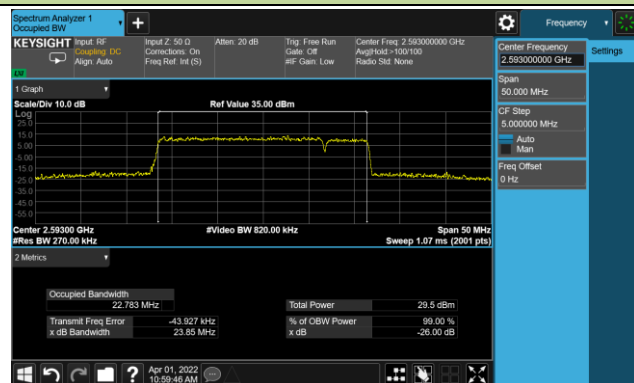 Spectrum Analyzer 1
Occupied BW
Frequency
KEYSIGHT
Input: RF
Coupling: DC
Align: Auto
Input Z: 50 Ω
Corrections: On
Freq Ref: Int (S)
Atten: 20 dB
Trig: Free Run
Gate: Off
#IF Gain: Low
Center Freq: 2.593000000 GHz
Avg|Hold:>100/100
Radio Std: None
Center Frequency
2.593000000 GHz
Settings
Span
50.000 MHz
CF Step
5.000000 MHz
Auto
Man
Freq Offset
0 Hz
1 Graph
Scale/Div 10.0 dB
Ref Value 35.00 dBm
Log
25.0
15.0
5.00
-5.00
-15.0
-25.0
-35.0
-45.0
-55.0
Center 2.59300 GHz
#Video BW 820.00 kHz
Span 50 MHz
#Res BW 270.00 kHz
Sweep 1.07 ms (2001 pts)
2 Metrics
Occupied Bandwidth
22.783 MHz
Total Power
29.5 dBm
Transmit Freq Error
-43.927 kHz
% of OBW Power
99.00 %
x dB Bandwidth
23.85 MHz
x dB
-26.00 dB
Apr 01, 2022
10:59:46 AM